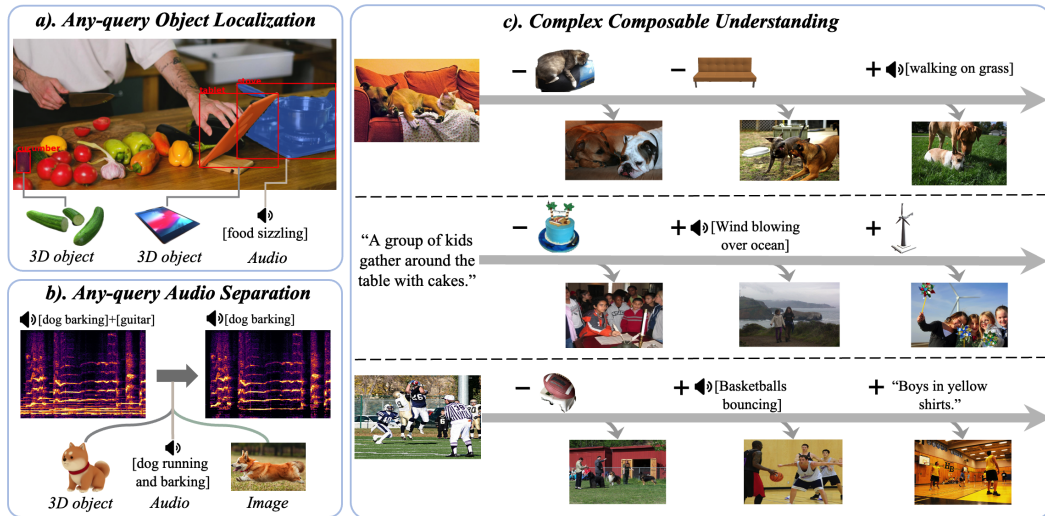 a). Any-query Object Localization
tablet
cucumber
[food sizzling]
3D object
3D object
Audio
b). Any-query Audio Separation
[dog barking]+[guitar]
[dog barking]
[dog running
and barking]
3D object
Audio
Image
c). Complex Composable Understanding
−
−
+
[walking on grass]
“A group of kids
gather around the
table with cakes.”
−
+
[Wind blowing
over ocean]
+
−
+
[Basketballs
bouncing]
+
“Boys in yellow
shirts.”